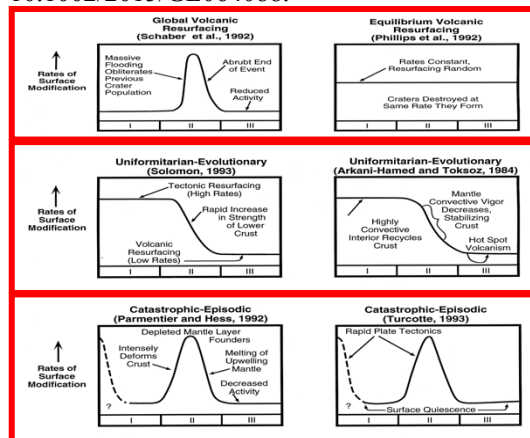 10.1002/2015/GL064088.
Global Volcanic
Resurfacing
(Schaber et al., 1992)
Equilibrium Volcanic
Resurfacing
(Phillips et al., 1992)
Rates of
Surface
Modification
Massive
Flooding
Obliterates
Previous
Crater
Population
Abrubt End
of Event
Reduced
Activity
I II III
Rates Constant,
Resurfacing Random
Craters Destroyed at
Same Rate They Form
I II III
Uniformitarian-Evolutionary
(Solomon, 1993)
Uniformitarian-Evolutionary
(Arkani-Hamed and Toksoz, 1984)
Rates of
Surface
Modification
Tectonic Resurfacing
(High Rates)
Rapid Increase
in Strength
of Lower
Crust
Volcanic
Resurfacing
(Low Rates)
I II III
Mantle
Convective Vigor
Decreases,
Stabilizing
Crust
Highly
Convective
Interior Recycles
Crust
Hot Spot
Volcanism
I II III
Catastrophic-Episodic
(Parmentier and Hess, 1992)
Catastrophic-Episodic
(Turcotte, 1993)
Rates of
Surface
Modification
Depleted Mantle Layer
Founders
Intensely
Deforms
Crust
Melting of
Upwelling
Mantle
Decreased
Activity
?
I II III
Rapid Plate Tectonics
?
Surface Quiescence
I II III